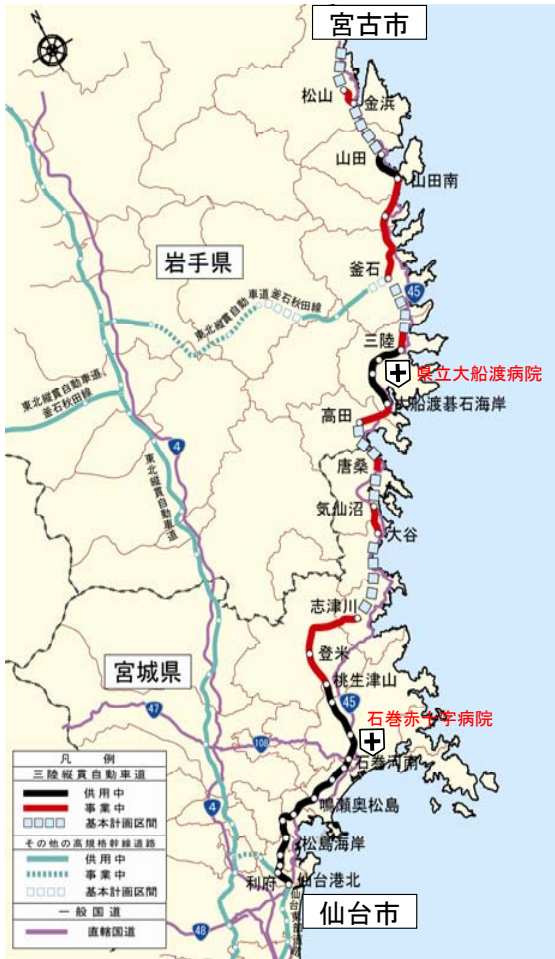 N
宮古市
松山
金浜
山田
山田南
岩手県
釜石
45
東北縦貫自動車道釜石秋田線
三陸
県立大船渡病院
東北縦貫自動車道
釜石秋田線
大船渡碁石海岸
高田
4
東北縦貫自動車道
唐桑
気仙沼
大谷
志津川
登米
宮城県
桃生津山
45
47
石巻赤十字病院
108
石巻河南
凡 例
三陸縦貫自動車道
供用中
事業中
基本計画区間
その他の高規格幹線道路
供用中
事業中
基本計画区間
一般国道
直轄国道
4
鳴瀬奥松島
松島海岸
利府
仙台港北
仙台市
48